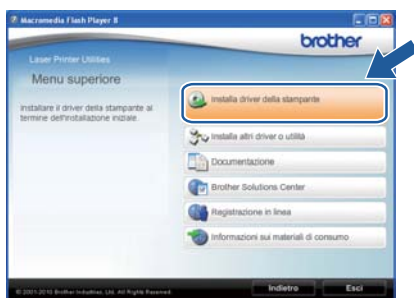 Macromedia Flash Player 8
brother
Laser Printer Utilities
Menu superiore
Installare il driver della stampante al
termine dell'installazione iniziale.
Installa driver della stampante
Installa altri driver o utilità
Documentazione
Brother Solutions Center
Registrazione in linea
Informazioni sui materiali di consumo
© 2001-2010 Brother Industries, Ltd. All Rights Reserved.
Indietro
Esci